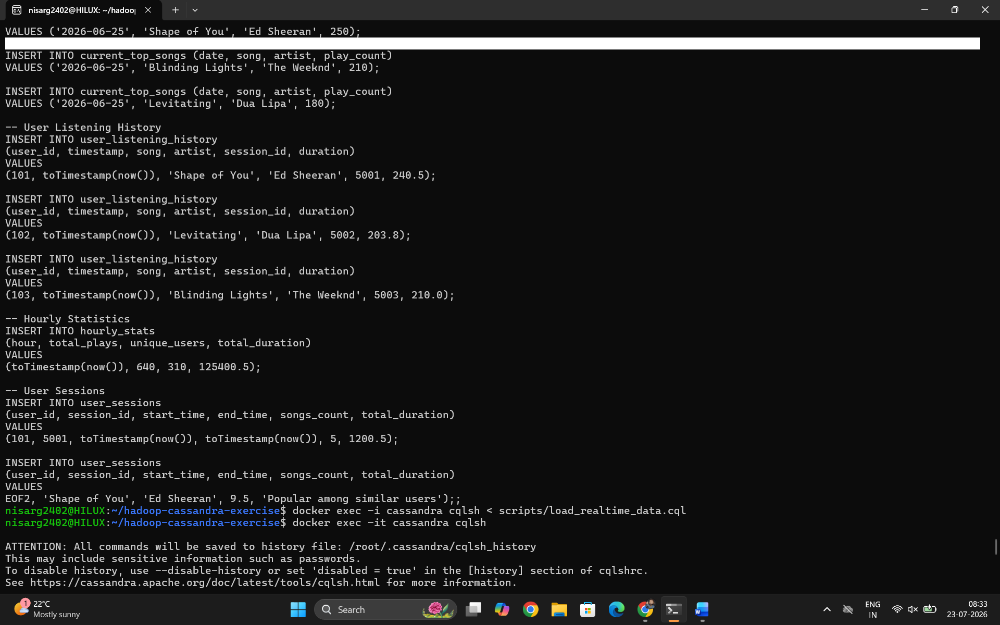 nisarg2402@HILUX: ~/hadoo
VALUES ('2026-06-25', 'Shape of You', 'Ed Sheeran', 250);
INSERT INTO current_top_songs (date, song, artist, play_count)
VALUES ('2026-06-25', 'Blinding Lights', 'The Weeknd', 210);
INSERT INTO current_top_songs (date, song, artist, play_count)
VALUES ('2026-06-25', 'Levitating', 'Dua Lipa', 180);
-- User Listening History
INSERT INTO user_listening_history
(user_id, timestamp, song, artist, session_id, duration)
VALUES
(101, toTimestamp(now()), 'Shape of You', 'Ed Sheeran', 5001, 240.5);
INSERT INTO user_listening_history
(user_id, timestamp, song, artist, session_id, duration)
VALUES
(102, toTimestamp(now()), 'Levitating', 'Dua Lipa', 5002, 203.8);
INSERT INTO user_listening_history
(user_id, timestamp, song, artist, session_id, duration)
VALUES
(103, toTimestamp(now()), 'Blinding Lights', 'The Weeknd', 5003, 210.0);
-- Hourly Statistics
INSERT INTO hourly_stats
(hour, total_plays, unique_users, total_duration)
VALUES
(toTimestamp(now()), 640, 310, 125400.5);
-- User Sessions
INSERT INTO user_sessions
(user_id, session_id, start_time, end_time, songs_count, total_duration)
VALUES
(101, 5001, toTimestamp(now()), toTimestamp(now()), 5, 1200.5);
INSERT INTO user_sessions
(user_id, session_id, start_time, end_time, songs_count, total_duration)
VALUES
EOF2, 'Shape of You', 'Ed Sheeran', 9.5, 'Popular among similar users');;
nisarg2402@HILUX:~/hadoop-cassandra-exercise$ docker exec -i cassandra cqlsh < scripts/load_realtime_data.cql
nisarg2402@HILUX:~/hadoop-cassandra-exercise$ docker exec -it cassandra cqlsh
ATTENTION: All commands will be saved to history file: /root/.cassandra/cqlsh_history
This may include sensitive information such as passwords.
To disable history, use --disable-history or set 'disabled = true' in the [history] section of cqlshrc.
See https://cassandra.apache.org/doc/latest/tools/cqlsh.html for more information.
1
22°C
Mostly sunny
Search
ENG
IN
08:33
23-07-2026